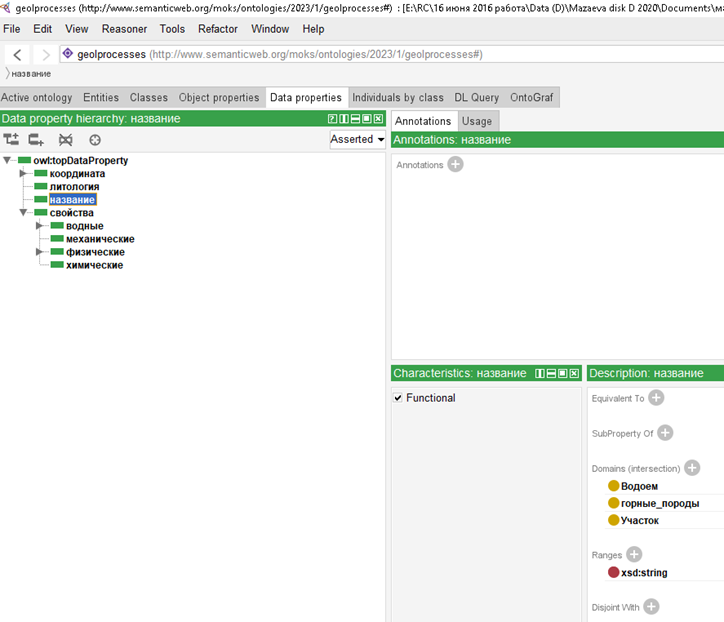 geolprocesses (http://www.semanticweb.org/moks/ontologies/2023/1/geolprocesses#) : [E:\RC\16 июня 2016 работа\Data (D)\Mazaeva disk D 2020\Documents\ма
File Edit View Reasoner Tools Refactor Window Help
geolprocesses (http://www.semanticweb.org/moks/ontologies/2023/1/geolprocesses#)
название
Active ontology Entities Classes Object properties Data properties Individuals by class DL Query OntoGraf
Data property hierarchy: название
Asserted
owl:topDataProperty
координата
литология
название
свойства
водные
механические
физические
химические
Annotations Usage
Annotations: название
Annotations
Characteristics: название
Functional
Description: название
Equivalent To
SubProperty Of
Domains (intersection)
Водоем
горные_породы
Участок
Ranges
xsd:string
Disjoint With